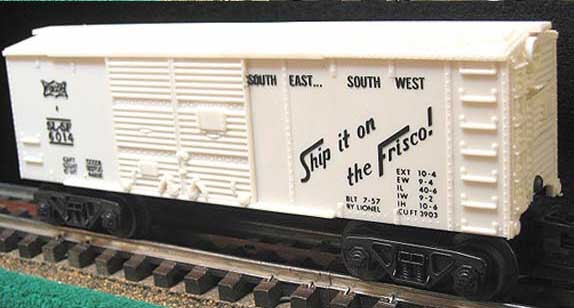 SL-SF
6014
SOUTH EAST... SOUTH WEST
Ship it on
the Frisco!
EXT 10-4
EW 9-4
IL 40-6
IW 9-2
IH 10-6
CU FT 3903
BLT 7-57
BY LIONEL